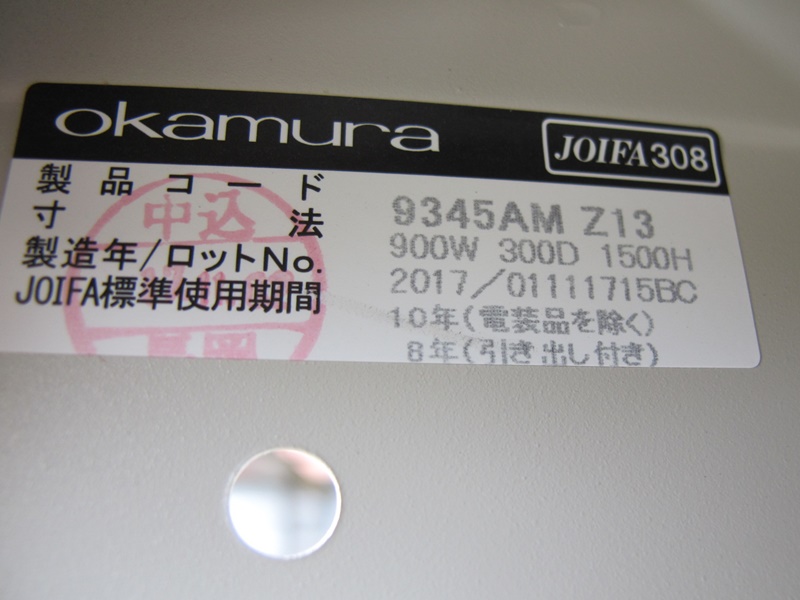 okamura
JOIFA308
製品コード 9345AM Z13
寸法 900W 300D 1500H
製造年/ロットNo. 2017/01111715BC
JOIFA標準使用期間 10年(電装品を除く)
8年(引き出し付き)
中込